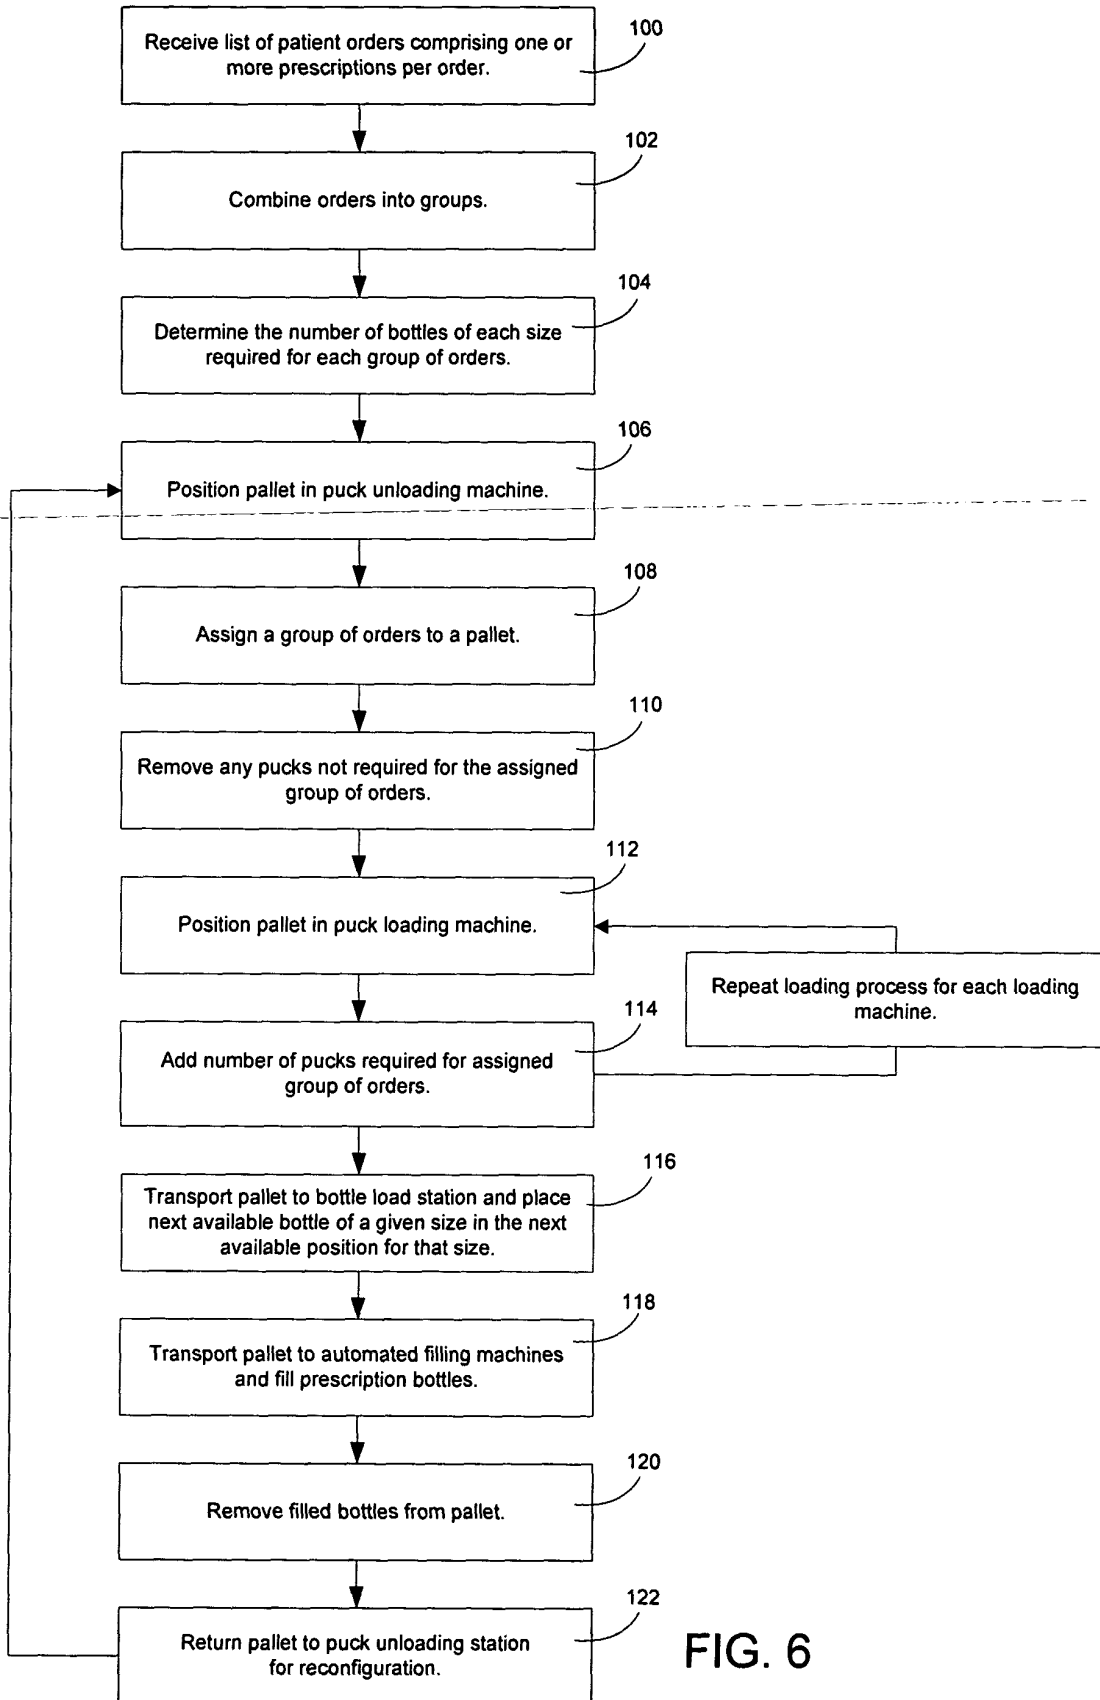 Receive list of patient orders comprising one or
more prescriptions per order.
100
Combine orders into groups.
102
Determine the number of bottles of each size
required for each group of orders.
104
Position pallet in puck unloading machine.
106
Assign a group of orders to a pallet.
108
Remove any pucks not required for the assigned
group of orders.
110
Position pallet in puck loading machine.
112
Repeat loading process for each loading
machine.
Add number of pucks required for assigned
group of orders.
114
Transport pallet to bottle load station and place
next available bottle of a given size in the next
available position for that size.
116
Transport pallet to automated filling machines
and fill prescription bottles.
118
Remove filled bottles from pallet.
120
Return pallet to puck unloading station
for reconfiguration.
122
FIG. 6